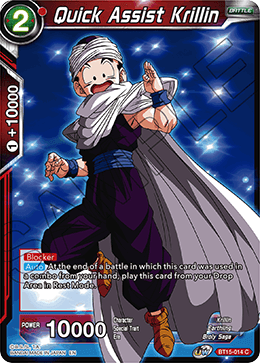 2
Quick Assist Krillin
BATTLE
+10000
Blocker
Auto At the end of a battle in which this card was used in
a combo from your hand, play this card from your Drop
Area in Rest Mode.
POWER 10000
Character Krillin
Special Trait Earthling
Era Broly Saga
BT15-014 C